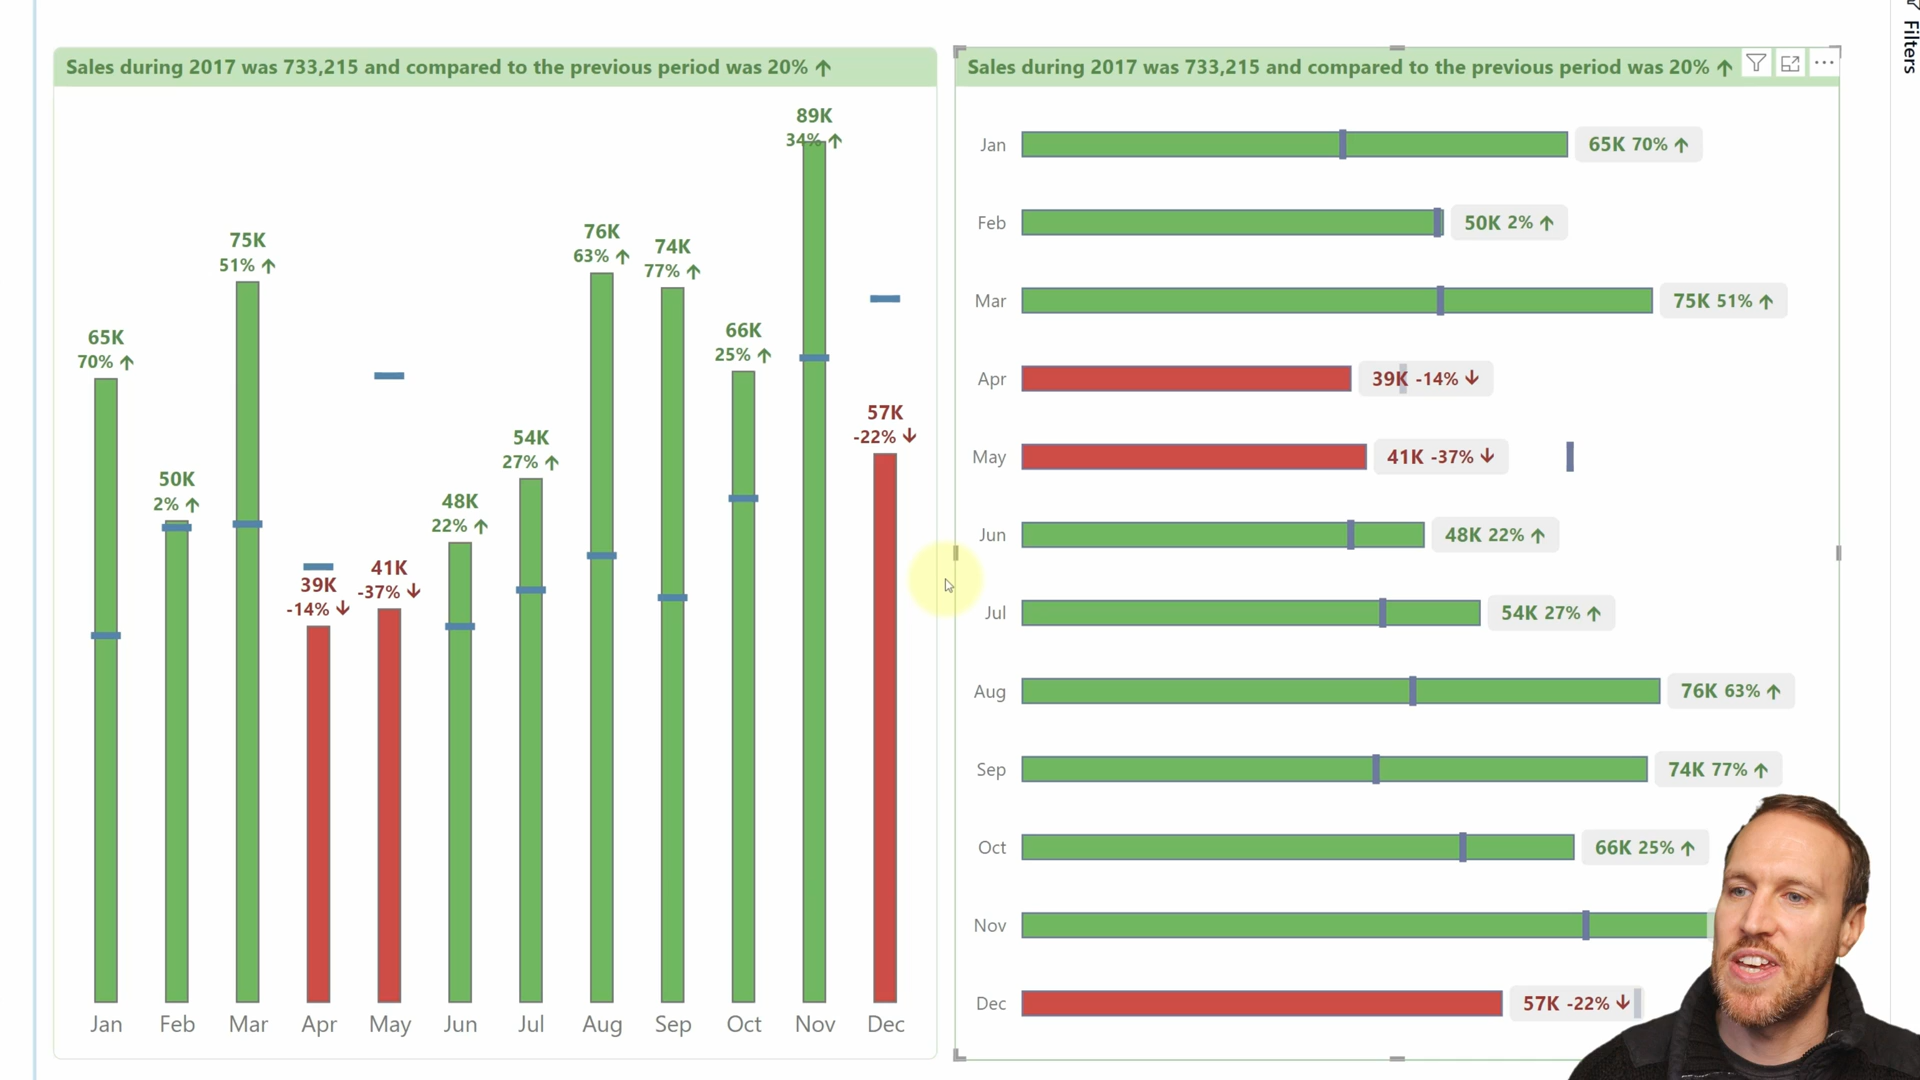 Filters
Sales during 2017 was 733,215 and compared to the previous period was 20% ↑
89K
34% ↑
76K
63% ↑
75K
51% ↑
74K
77% ↑
66K
25% ↑
65K
70% ↑
57K
-22% ↓
54K
27% ↑
50K
2% ↑
48K
22% ↑
39K
-14% ↓
41K
-37% ↓
Jan Feb Mar Apr May Jun Jul Aug Sep Oct Nov Dec
Sales during 2017 was 733,215 and compared to the previous period was 20% ↑
Jan 65K 70% ↑
Feb 50K 2% ↑
Mar 75K 51% ↑
Apr 39K -14% ↓
May 41K -37% ↓
Jun 48K 22% ↑
Jul 54K 27% ↑
Aug 76K 63% ↑
Sep 74K 77% ↑
Oct 66K 25% ↑
Nov
Dec 57K -22% ↓